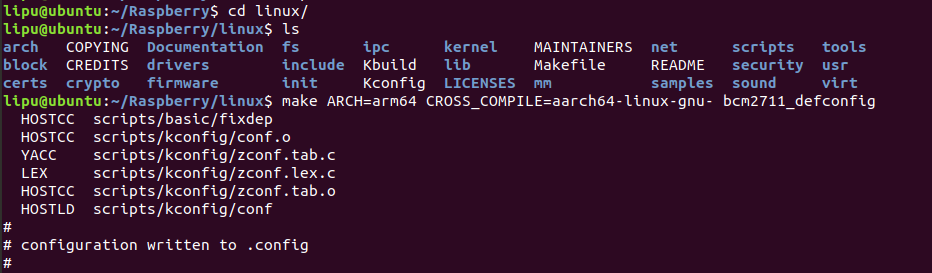 lipu@ubuntu:~/Raspberry$ cd linux/
lipu@ubuntu:~/Raspberry/linux$ ls
arch   COPYING  Documentation  fs       ipc      kernel    MAINTAINERS  net      scripts   tools
block  CREDITS  drivers        include  Kbuild   lib       Makefile     README   security  usr
certs  crypto   firmware       init     Kconfig  LICENSES  mm           samples  sound     virt
lipu@ubuntu:~/Raspberry/linux$ make ARCH=arm64 CROSS_COMPILE=aarch64-linux-gnu- bcm2711_defconfig
  HOSTCC  scripts/basic/fixdep
  HOSTCC  scripts/kconfig/conf.o
  YACC    scripts/kconfig/zconf.tab.c
  LEX     scripts/kconfig/zconf.lex.c
  HOSTCC  scripts/kconfig/zconf.tab.o
  HOSTLD  scripts/kconfig/conf
#
# configuration written to .config
#